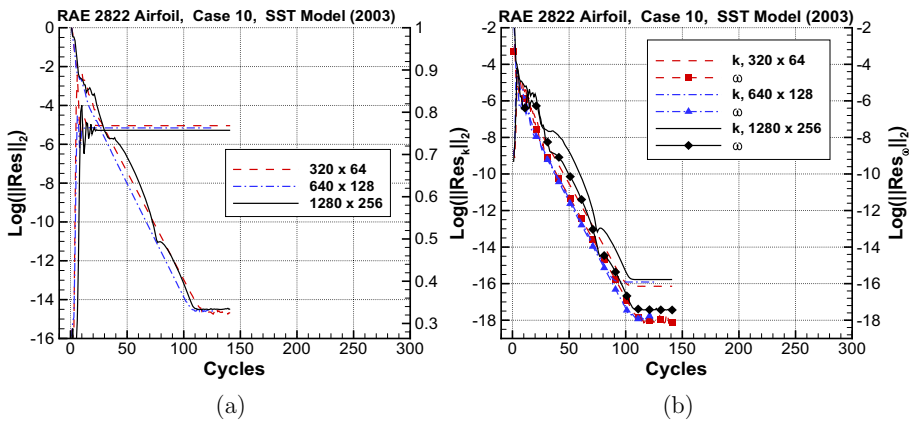 RAE 2822 Airfoil, Case 10, SST Model (2003)
Log(||Res||2)
0
-2
-4
-6
-8
-10
-12
-14
-16
1
0.9
0.8
0.7
0.6
0.5
0.4
0.3
320 x 64
640 x 128
1280 x 256
0 50 100 150 200 250 300
Cycles
(a)
RAE 2822 Airfoil, Case 10, SST Model (2003)
Log(||Resk||2)
-2
-4
-6
-8
-10
-12
-14
-16
-18
k, 320 x 64
ω
k, 640 x 128
ω
k, 1280 x 256
ω
-2
-4
-6
-8
-10
-12
-14
-16
-18
Log(||Resω||2)
0 50 100 150 200 250 300
Cycles
(b)